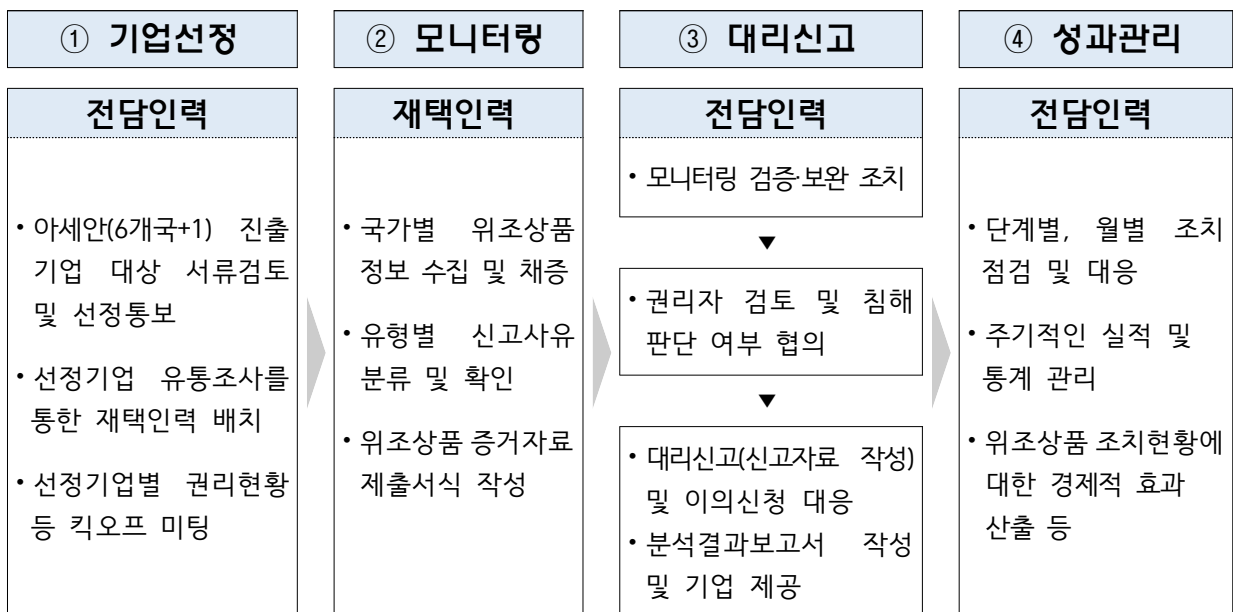 ① 기업선정
전담인력
• 아세안(6개국+1) 진출
기업 대상 서류검토
및 선정통보
• 선정기업 유통조사를
통한 재택인력 배치
• 선정기업별 권리현황
등 킥오프 미팅
② 모니터링
재택인력
• 국가별 위조상품
정보 수집 및 채증
• 유형별 신고사유
분류 및 확인
• 위조상품 증거자료
제출서식 작성
③ 대리신고
전담인력
• 모니터링 검증·보완 조치
▼
• 권리자 검토 및 침해
판단 여부 협의
▼
• 대리신고(신고자료 작성)
및 이의신청 대응
• 분석결과보고서 작성
및 기업 제공
④ 성과관리
전담인력
• 단계별, 월별 조치
점검 및 대응
• 주기적인 실적 및
통계 관리
• 위조상품 조치현황에
대한 경제적 효과
산출 등